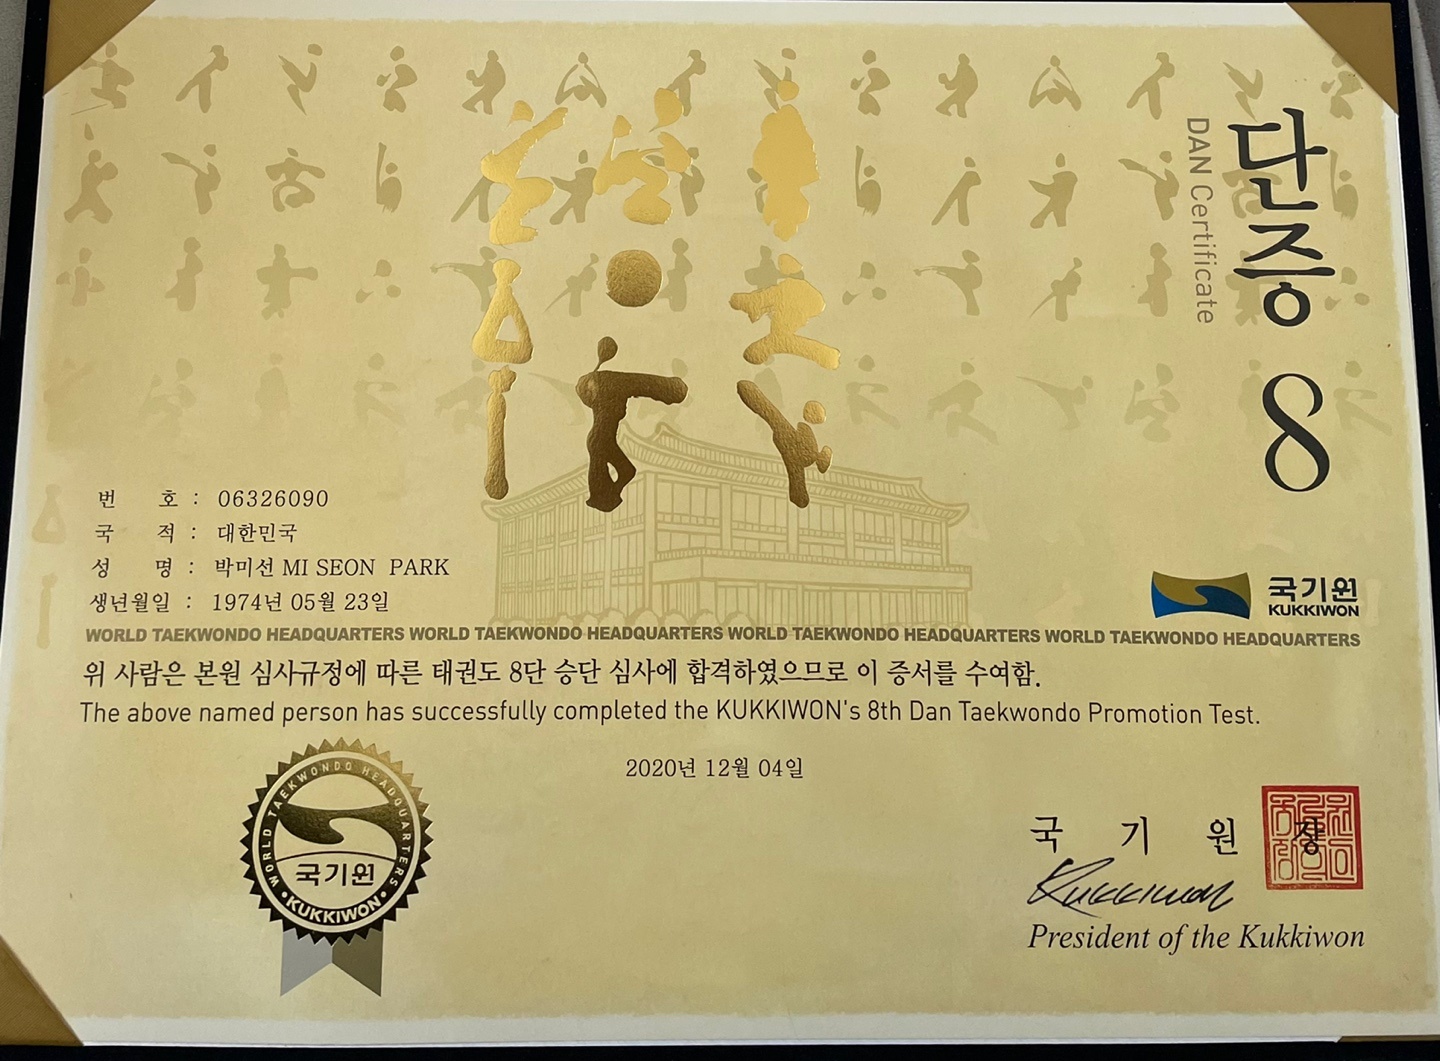 단증 8
DAN Certificate
번 호 : 06326090
국 적 : 대한민국
성 명 : 박미선 MI SEON PARK
생년월일 : 1974년 05월 23일
국기원
KUKKIWON
WORLD TAEKWONDO HEADQUARTERS WORLD TAEKWONDO HEADQUARTERS WORLD TAEKWONDO HEADQUARTERS WORLD TAEKWONDO HEADQUARTERS
위 사람은 본원 심사규정에 따른 태권도 8단 승단 심사에 합격하였으므로 이 증서를 수여함.
The above named person has successfully completed the KUKKIWON's 8th Dan Taekwondo Promotion Test.
2020년 12월 04일
WORLD TAEKWONDO HEADQUARTERS
국기원
KUKKIWON
국 기 원 장
Kukkiwon
President of the Kukkiwon